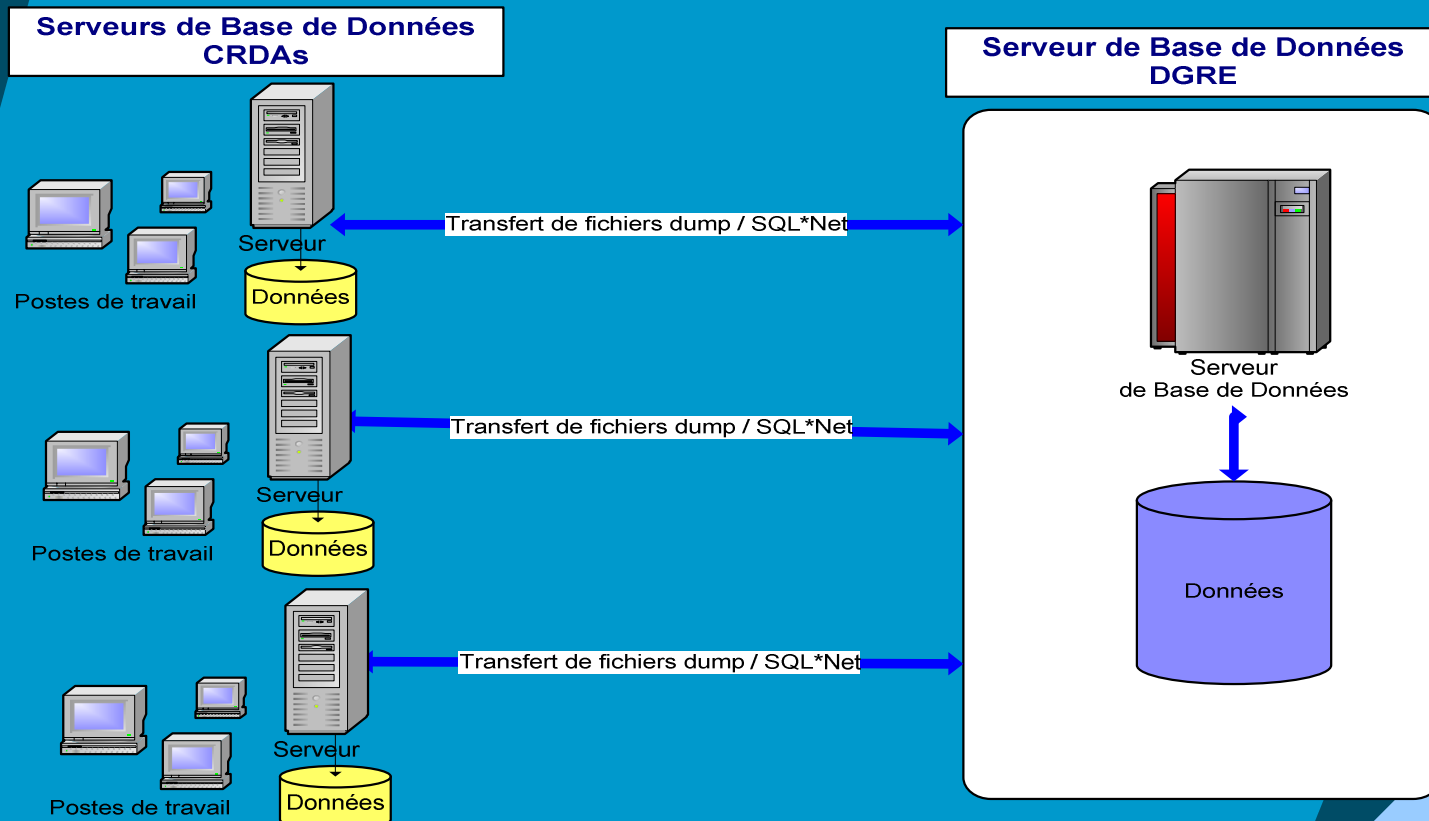 Serveurs de Base de Données
CRDAs
Serveur de Base de Données
DGRE
Transfert de fichiers dump / SQL*Net
Serveur
Données
Postes de travail
Serveur
de Base de Données
Transfert de fichiers dump / SQL*Net
Serveur
Données
Postes de travail
Données
Transfert de fichiers dump / SQL*Net
Serveur
Données
Postes de travail